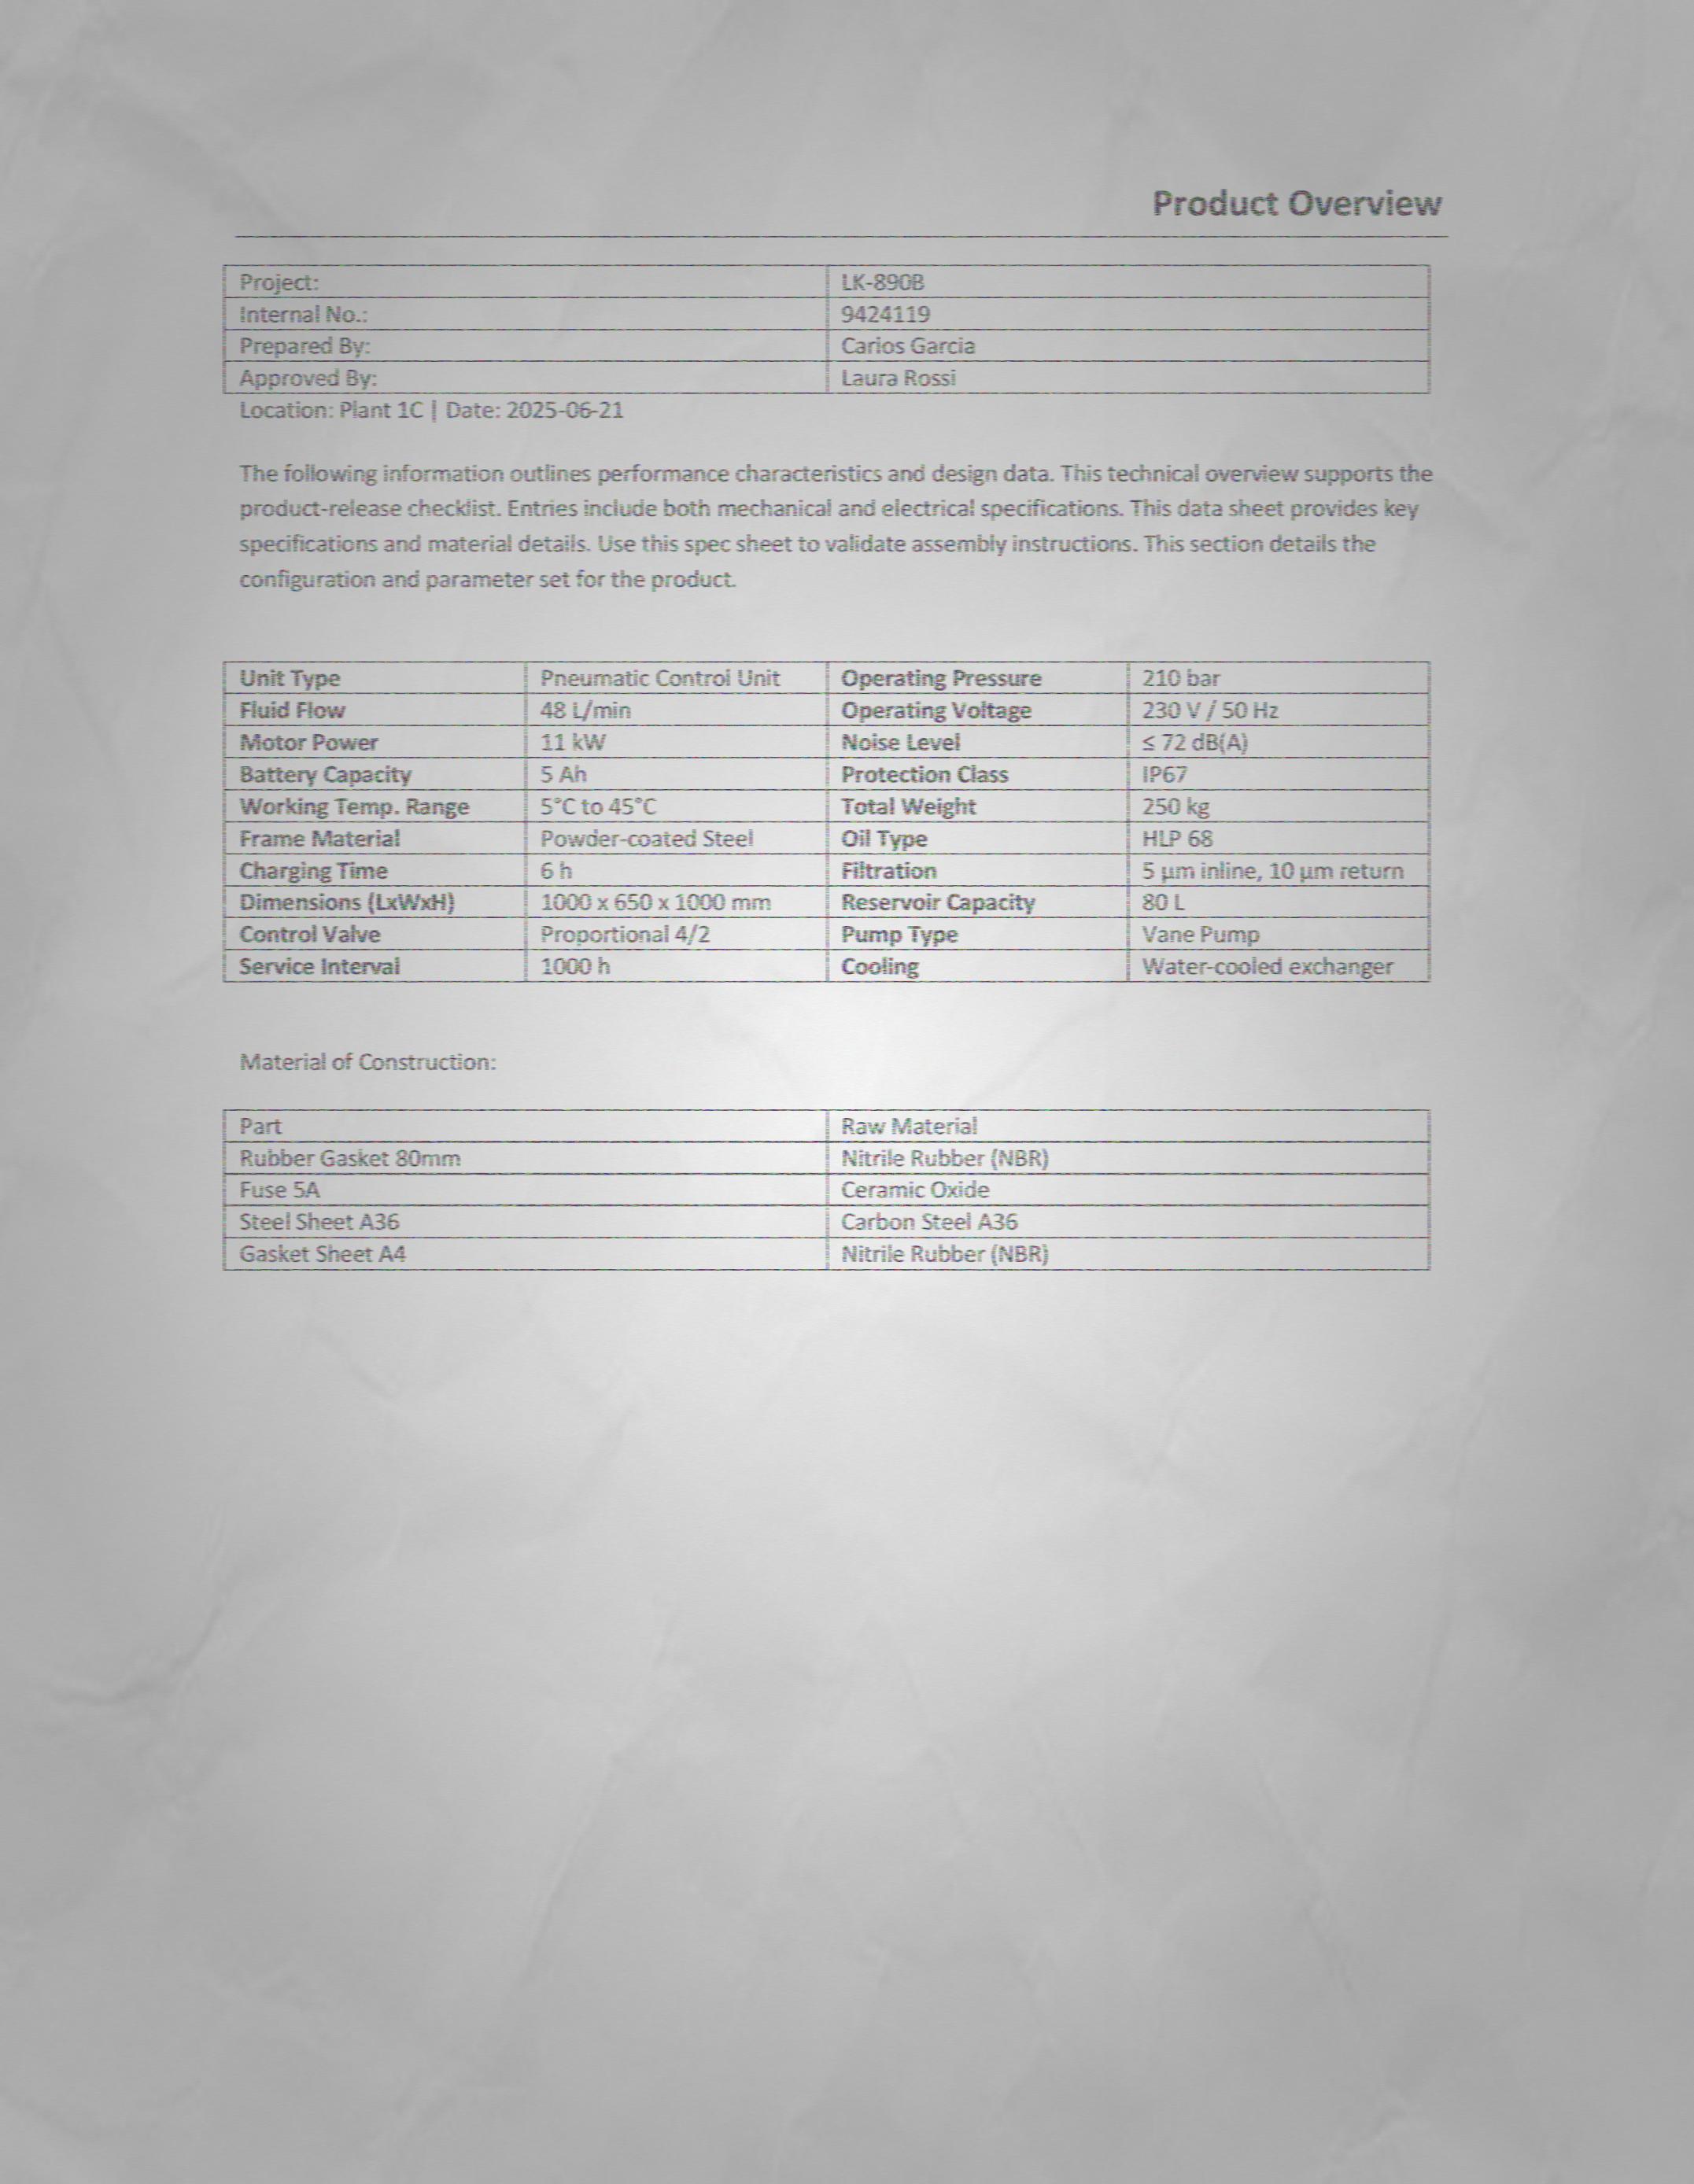 Product Overview
Project: LK-890B
Internal No.: 9424119
Prepared By: Carlos Garcia
Approved By: Laura Rossi
Location: Plant 1C | Date: 2025-06-21
The following information outlines performance characteristics and design data. This technical overview supports the
product-release checklist. Entries include both mechanical and electrical specifications. This data sheet provides key
specifications and material details. Use this spec sheet to validate assembly instructions. This section details the
configuration and parameter set for the product.
Unit Type Pneumatic Control Unit Operating Pressure 210 bar
Fluid Flow 48 L/min Operating Voltage 230 V / 50 Hz
Motor Power 11 kW Noise Level ≤ 72 dB(A)
Battery Capacity 5 Ah Protection Class IP67
Working Temp. Range 5°C to 45°C Total Weight 250 kg
Frame Material Powder-coated Steel Oil Type HLP 68
Charging Time 6 h Filtration 5 µm inline, 10 µm return
Dimensions (LxWxH) 1000 x 650 x 1000 mm Reservoir Capacity 80 L
Control Valve Proportional 4/2 Pump Type Vane Pump
Service Interval 1000 h Cooling Water-cooled exchanger
Material of Construction:
Part Raw Material
Rubber Gasket 80mm Nitrile Rubber (NBR)
Fuse 5A Ceramic Oxide
Steel Sheet A36 Carbon Steel A36
Gasket Sheet A4 Nitrile Rubber (NBR)